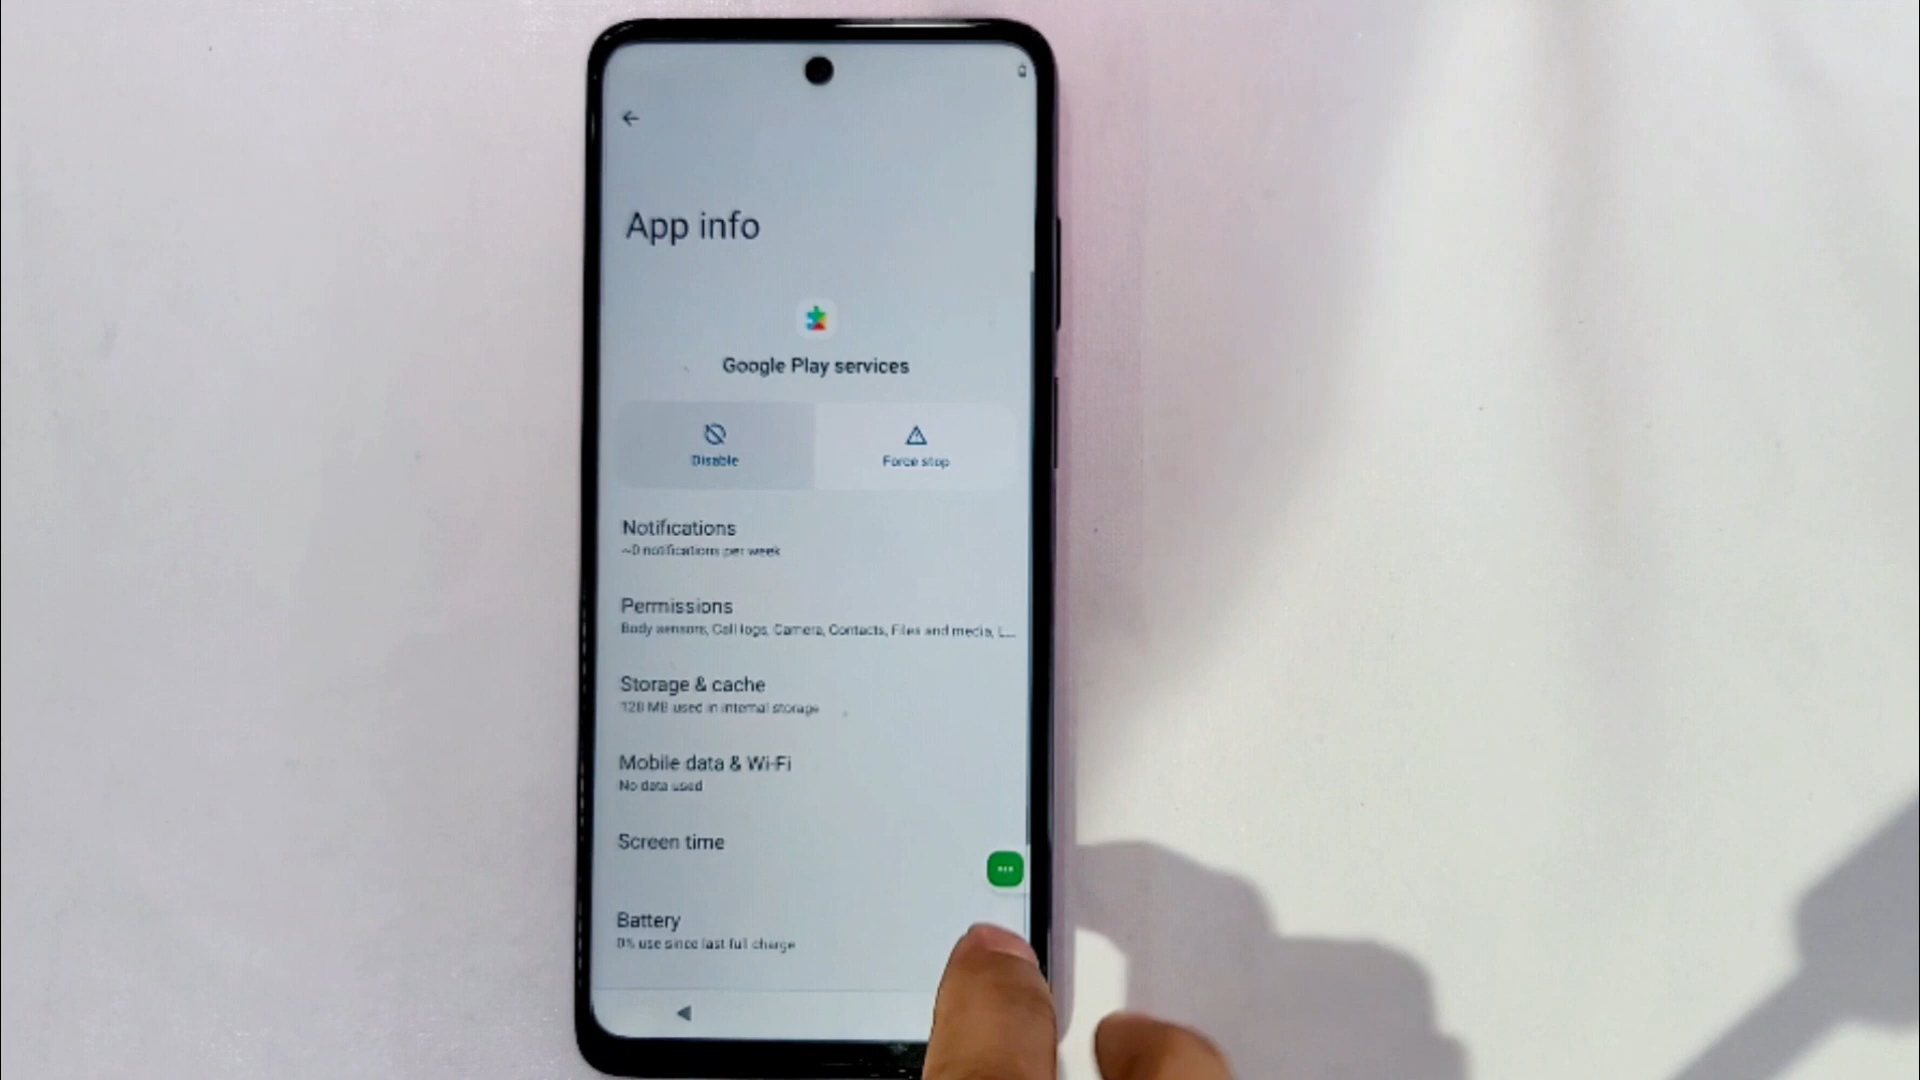 App info
Google Play services
Disable
Force stop
Notifications
~0 notifications per week
Permissions
Body sensors, Call logs, Camera, Contacts, Files and media, L...
Storage & cache
128 MB used in internal storage
Mobile data & Wi-Fi
No data used
Screen time
Battery
0% use since last full charge